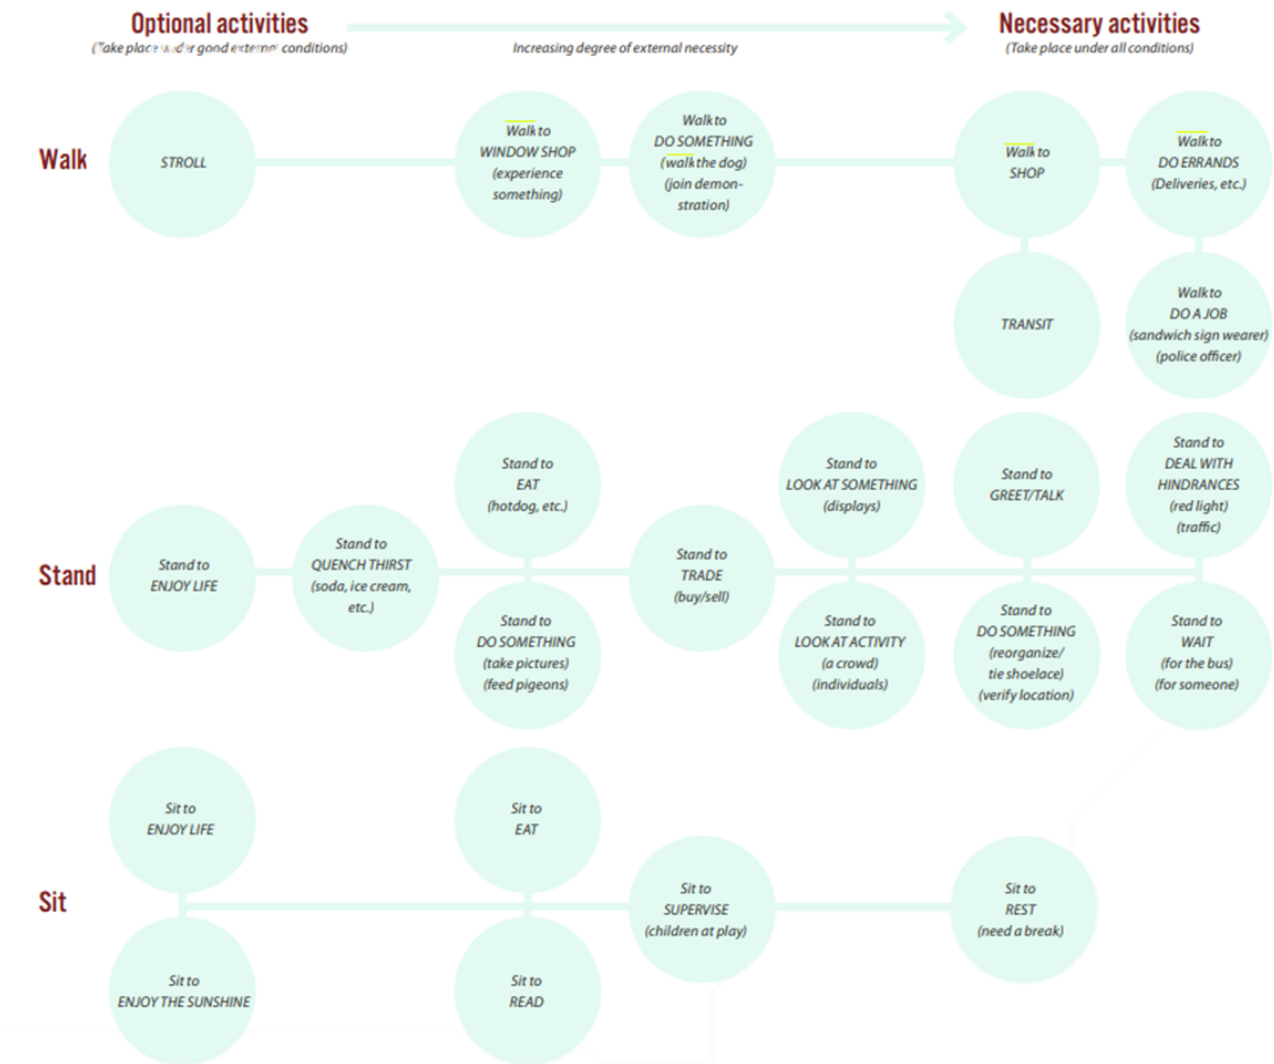 Optional activities
(Take place under good external conditions)
Increasing degree of external necessity
Necessary activities
(Take place under all conditions)
Walk
STROLL
Walk to
WINDOW SHOP
(experience
something)
Walk to
DO SOMETHING
(walk the dog)
(join demon-
stration)
Walk to
SHOP
Walk to
DO ERRANDS
(Deliveries, etc.)
TRANSIT
Walk to
DO A JOB
(sandwich sign wearer)
(police officer)
Stand
Stand to
ENJOY LIFE
Stand to
QUENCH THIRST
(soda, ice cream,
etc.)
Stand to
EAT
(hotdog, etc.)
Stand to
DO SOMETHING
(take pictures)
(feed pigeons)
Stand to
TRADE
(buy/sell)
Stand to
LOOK AT SOMETHING
(displays)
Stand to
LOOK AT ACTIVITY
(a crowd)
(individuals)
Stand to
GREET/TALK
Stand to
DO SOMETHING
(reorganize/
tie shoelace)
(verify location)
Stand to
DEAL WITH
HINDRANCES
(red light)
(traffic)
Stand to
WAIT
(for the bus)
(for someone)
Sit
Sit to
ENJOY LIFE
Sit to
ENJOY THE SUNSHINE
Sit to
EAT
Sit to
READ
Sit to
SUPERVISE
(children at play)
Sit to
REST
(need a break)